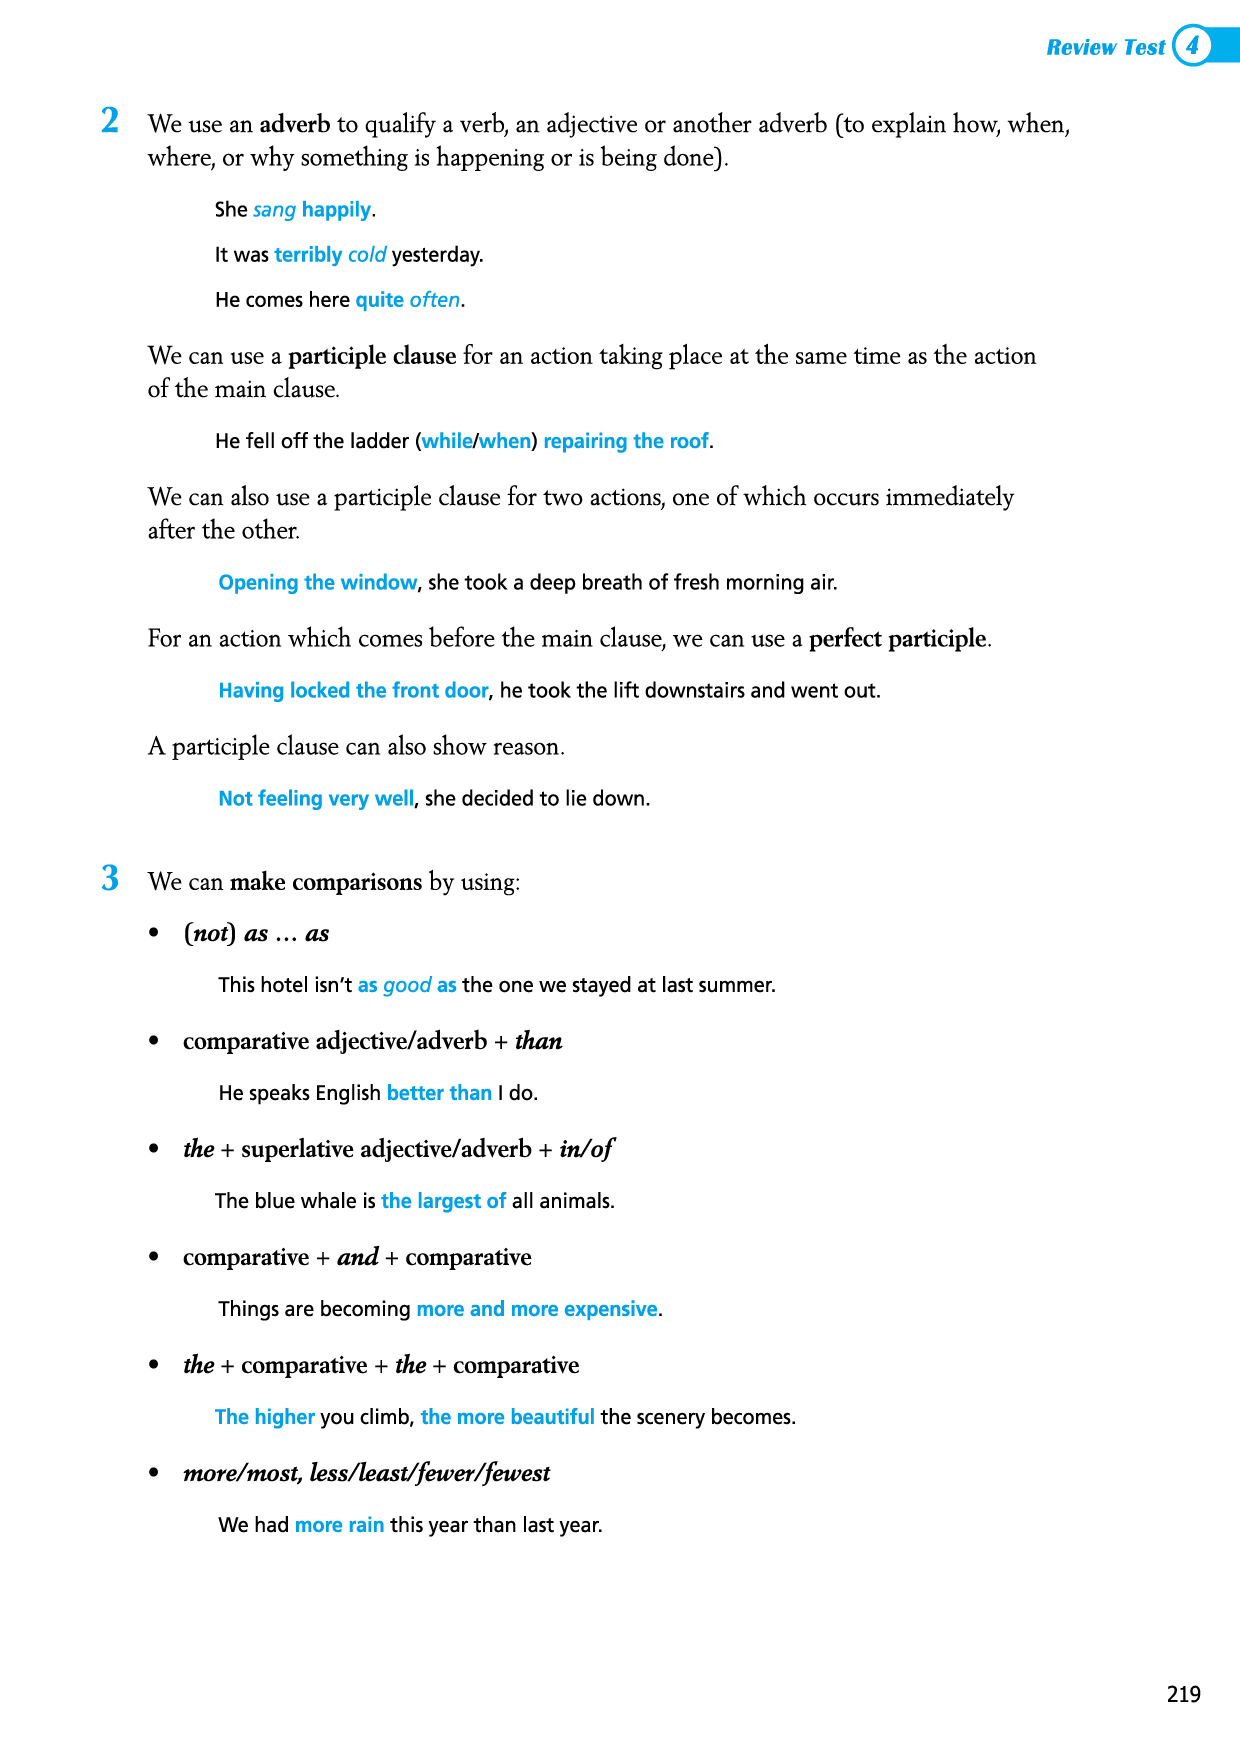 Review Test 4
2 We use an adverb to qualify a verb, an adjective or another adverb (to explain how, when,
where, or why something is happening or is being done).
She sang happily.
It was terribly cold yesterday.
He comes here quite often.
We can use a participle clause for an action taking place at the same time as the action
of the main clause.
He fell off the ladder (while/when) repairing the roof.
We can also use a participle clause for two actions, one of which occurs immediately
after the other.
Opening the window, she took a deep breath of fresh morning air.
For an action which comes before the main clause, we can use a perfect participle.
Having locked the front door, he took the lift downstairs and went out.
A participle clause can also show reason.
Not feeling very well, she decided to lie down.
3 We can make comparisons by using:
• (not) as … as
This hotel isn’t as good as the one we stayed at last summer.
• comparative adjective/adverb + than
He speaks English better than I do.
• the + superlative adjective/adverb + in/of
The blue whale is the largest of all animals.
• comparative + and + comparative
Things are becoming more and more expensive.
• the + comparative + the + comparative
The higher you climb, the more beautiful the scenery becomes.
• more/most, less/least/fewer/fewest
We had more rain this year than last year.
219